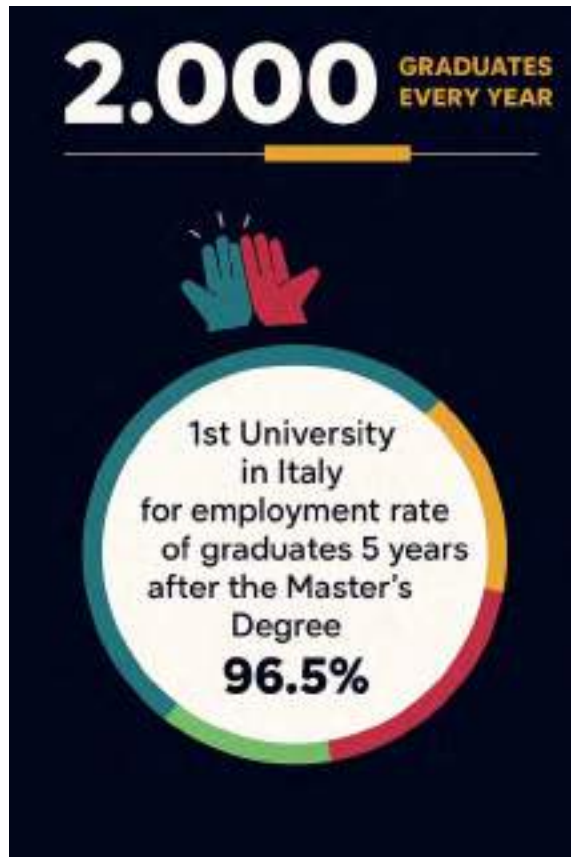 2.000
GRADUATES
EVERY YEAR
1st University
in Italy
for employment rate
of graduates 5 years
after the Master's
Degree
96.5%